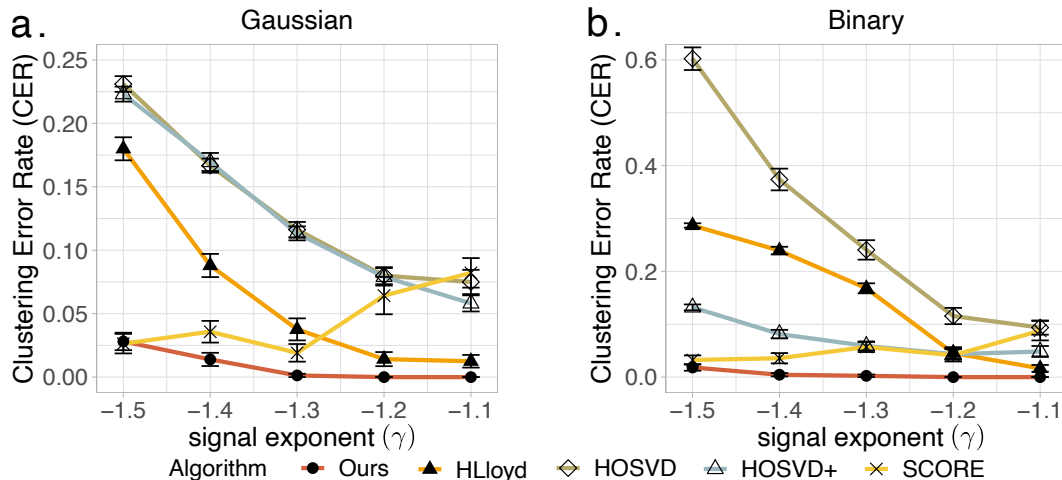 a.
Gaussian
Clustering Error Rate (CER)
0.25
0.20
0.15
0.10
0.05
0.00
−1.5 −1.4 −1.3 −1.2 −1.1
signal exponent (γ)
b.
Binary
Clustering Error Rate (CER)
0.6
0.4
0.2
0.0
−1.5 −1.4 −1.3 −1.2 −1.1
signal exponent (γ)
Algorithm Ours HLloyd HOSVD HOSVD+ SCORE